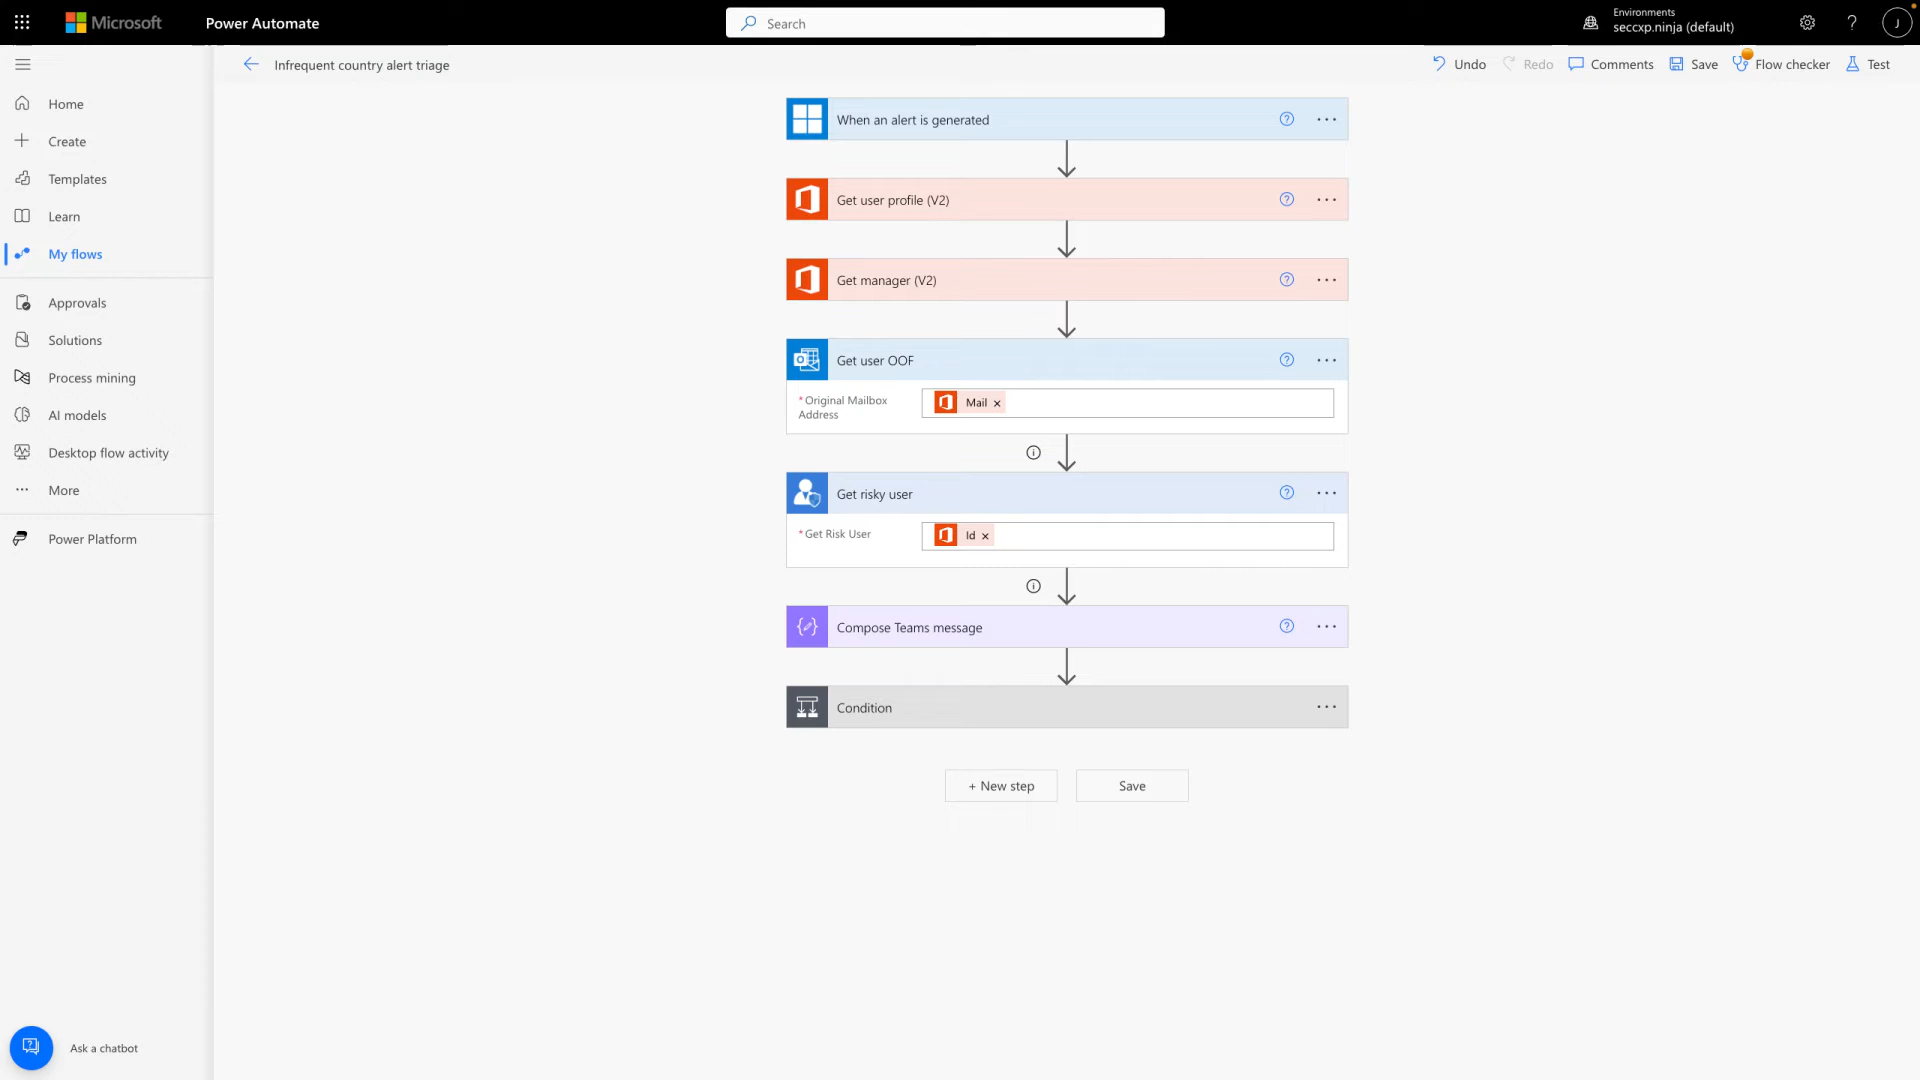 Microsoft
Power Automate
Search
Environments
seccxp.ninja (default)
?
J
Infrequent country alert triage
Undo
Redo
Comments
Save
Flow checker
Test
Home
Create
Templates
Learn
My flows
Approvals
Solutions
Process mining
AI models
Desktop flow activity
More
Power Platform
Ask a chatbot
When an alert is generated
Get user profile (V2)
Get manager (V2)
Get user OOF
*Original Mailbox
Address
Mail ×
Get risky user
*Get Risk User
Id ×
Compose Teams message
Condition
+ New step
Save